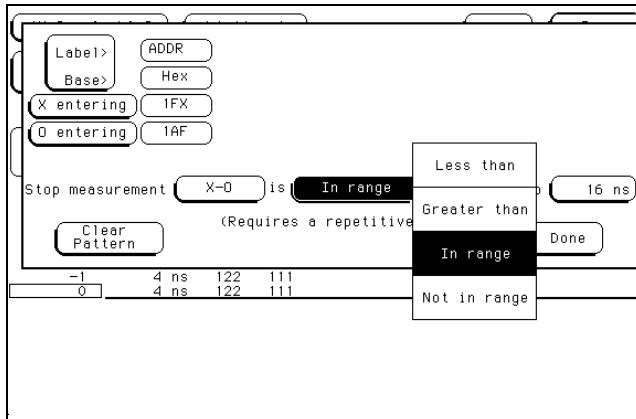 Label> ADDR
Base> Hex
X entering 1FX
O entering 1AF
Stop measurement X-O is In range 16 ns
(Requires a repetitive
Clear
Pattern
Done
Less than
Greater than
In range
Not in range
-1 4 ns 122 111
0 4 ns 122 111